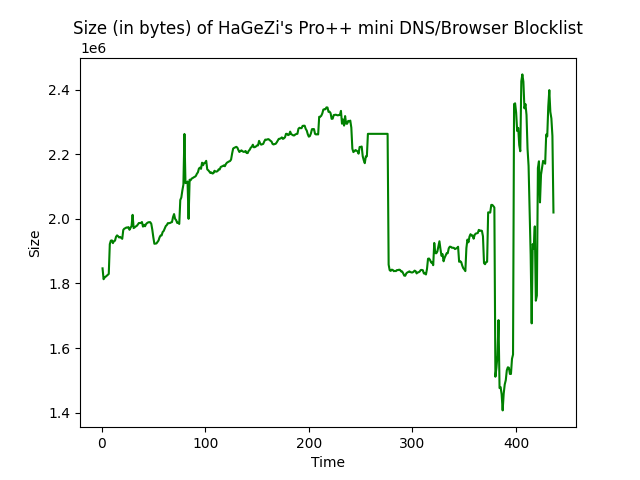 Size (in bytes) of HaGeZi's Pro++ mini DNS/Browser Blocklist
1e6
2.4
2.2
2.0
1.8
1.6
1.4
Size
0 100 200 300 400
Time